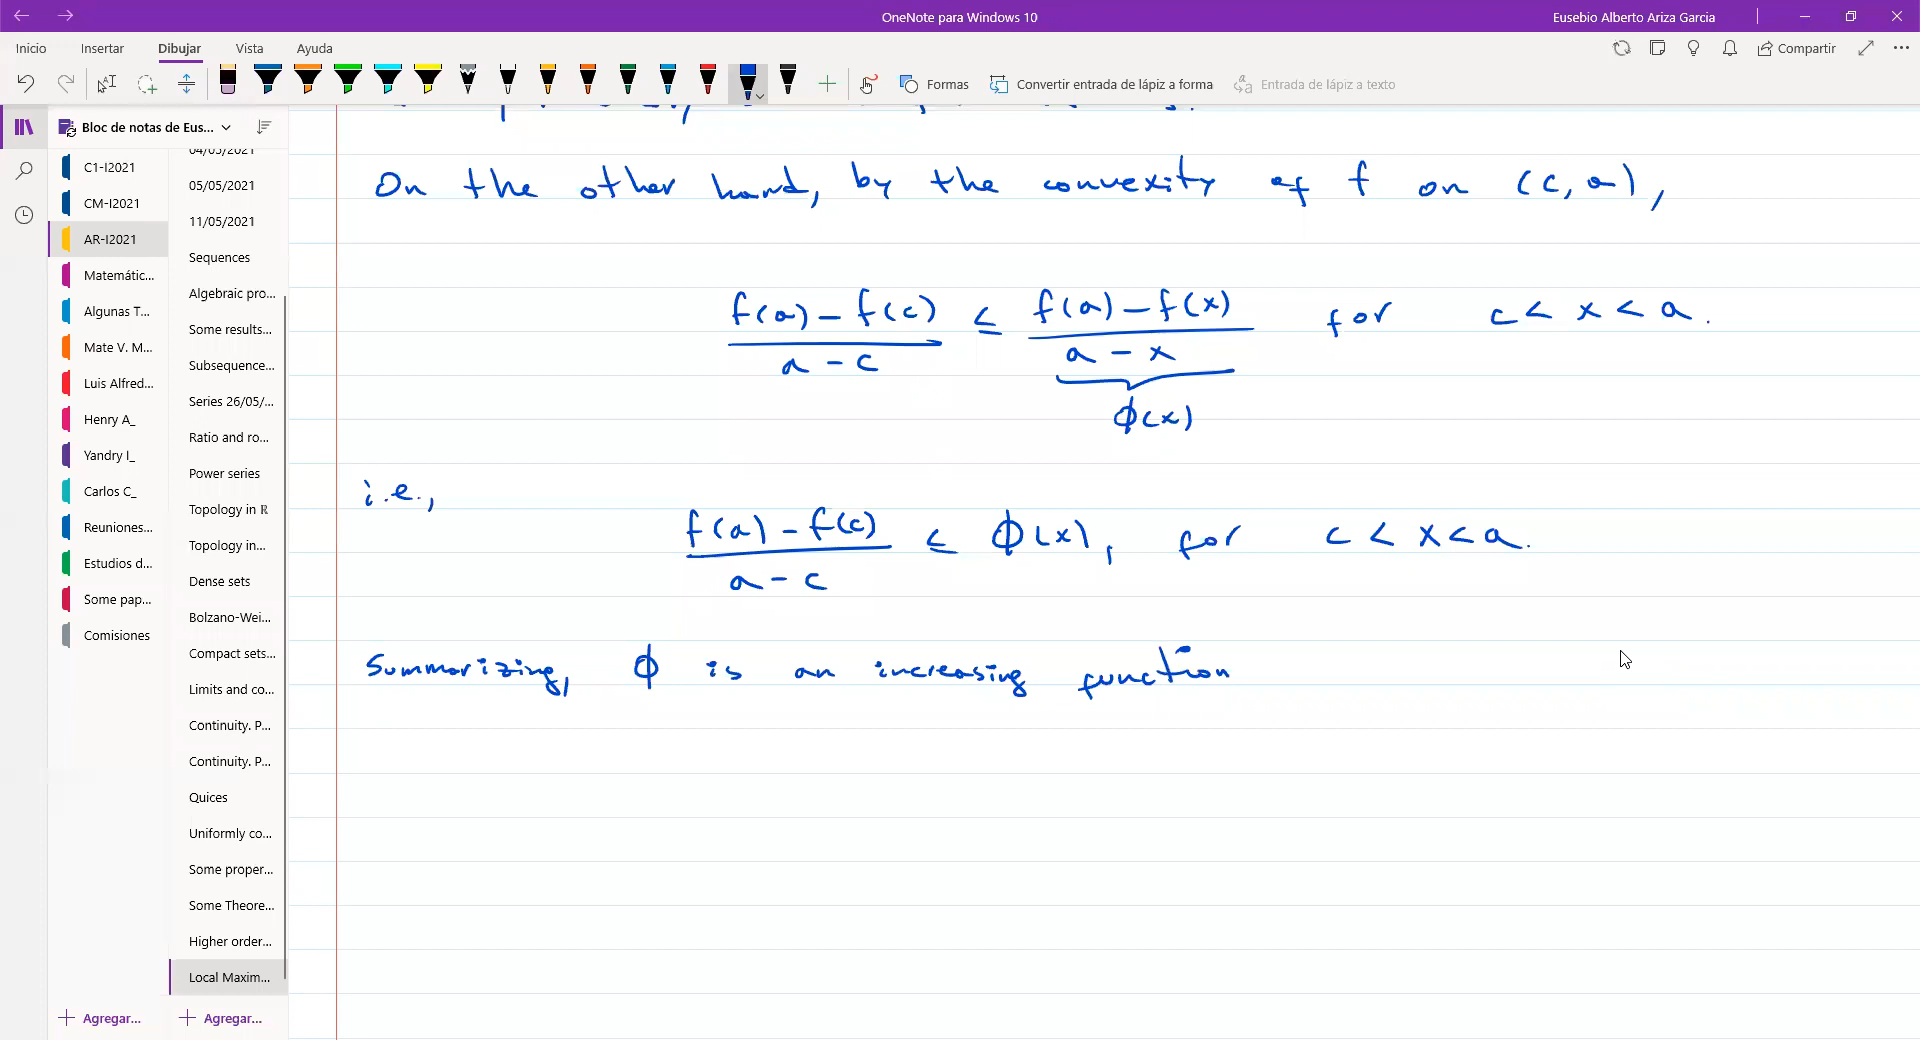 OneNote para Windows 10
Eusebio Alberto Ariza Garcia
Inicio
Insertar
Dibujar
Vista
Ayuda
Compartir
Formas
Convertir entrada de lápiz a forma
Entrada de lápiz a texto
Bloc de notas de Eus...
C1-I2021
CM-I2021
AR-I2021
Matemátic...
Algunas T...
Mate V. M...
Luis Alfred...
Henry A_
Yandry I_
Carlos C_
Reuniones...
Estudios d...
Some pap...
Comisiones
Agregar...
04/05/2021
05/05/2021
11/05/2021
Sequences
Algebraic pro...
Some results...
Subsequence...
Series 26/05/...
Ratio and ro...
Power series
Topology in ℝ
Topology in...
Dense sets
Bolzano-Wei...
Compact sets...
Limits and co...
Continuity. P...
Continuity. P...
Quices
Uniformly co...
Some proper...
Some Theore...
Higher order...
Local Maxim...
Agregar...
On the other hand, by the convexity of f on (c, a),
f(a) - f(c) ≤ f(a) - f(x) for c < x < a.
a - c a - x
ϕ(x)
i.e.,
f(a) - f(c) ≤ ϕ(x), for c < x < a.
a - c
Summarizing, ϕ is an increasing function